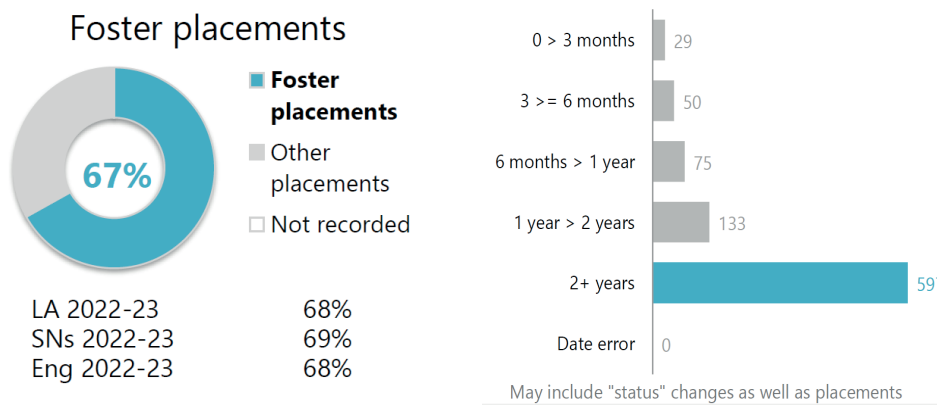 Foster placements
67%
Foster
placements
Other
placements
Not recorded
LA 2022-23 68%
SNs 2022-23 69%
Eng 2022-23 68%
0 > 3 months 29
3 >= 6 months 50
6 months > 1 year 75
1 year > 2 years 133
2+ years
Date error 0
May include "status" changes as well as placements